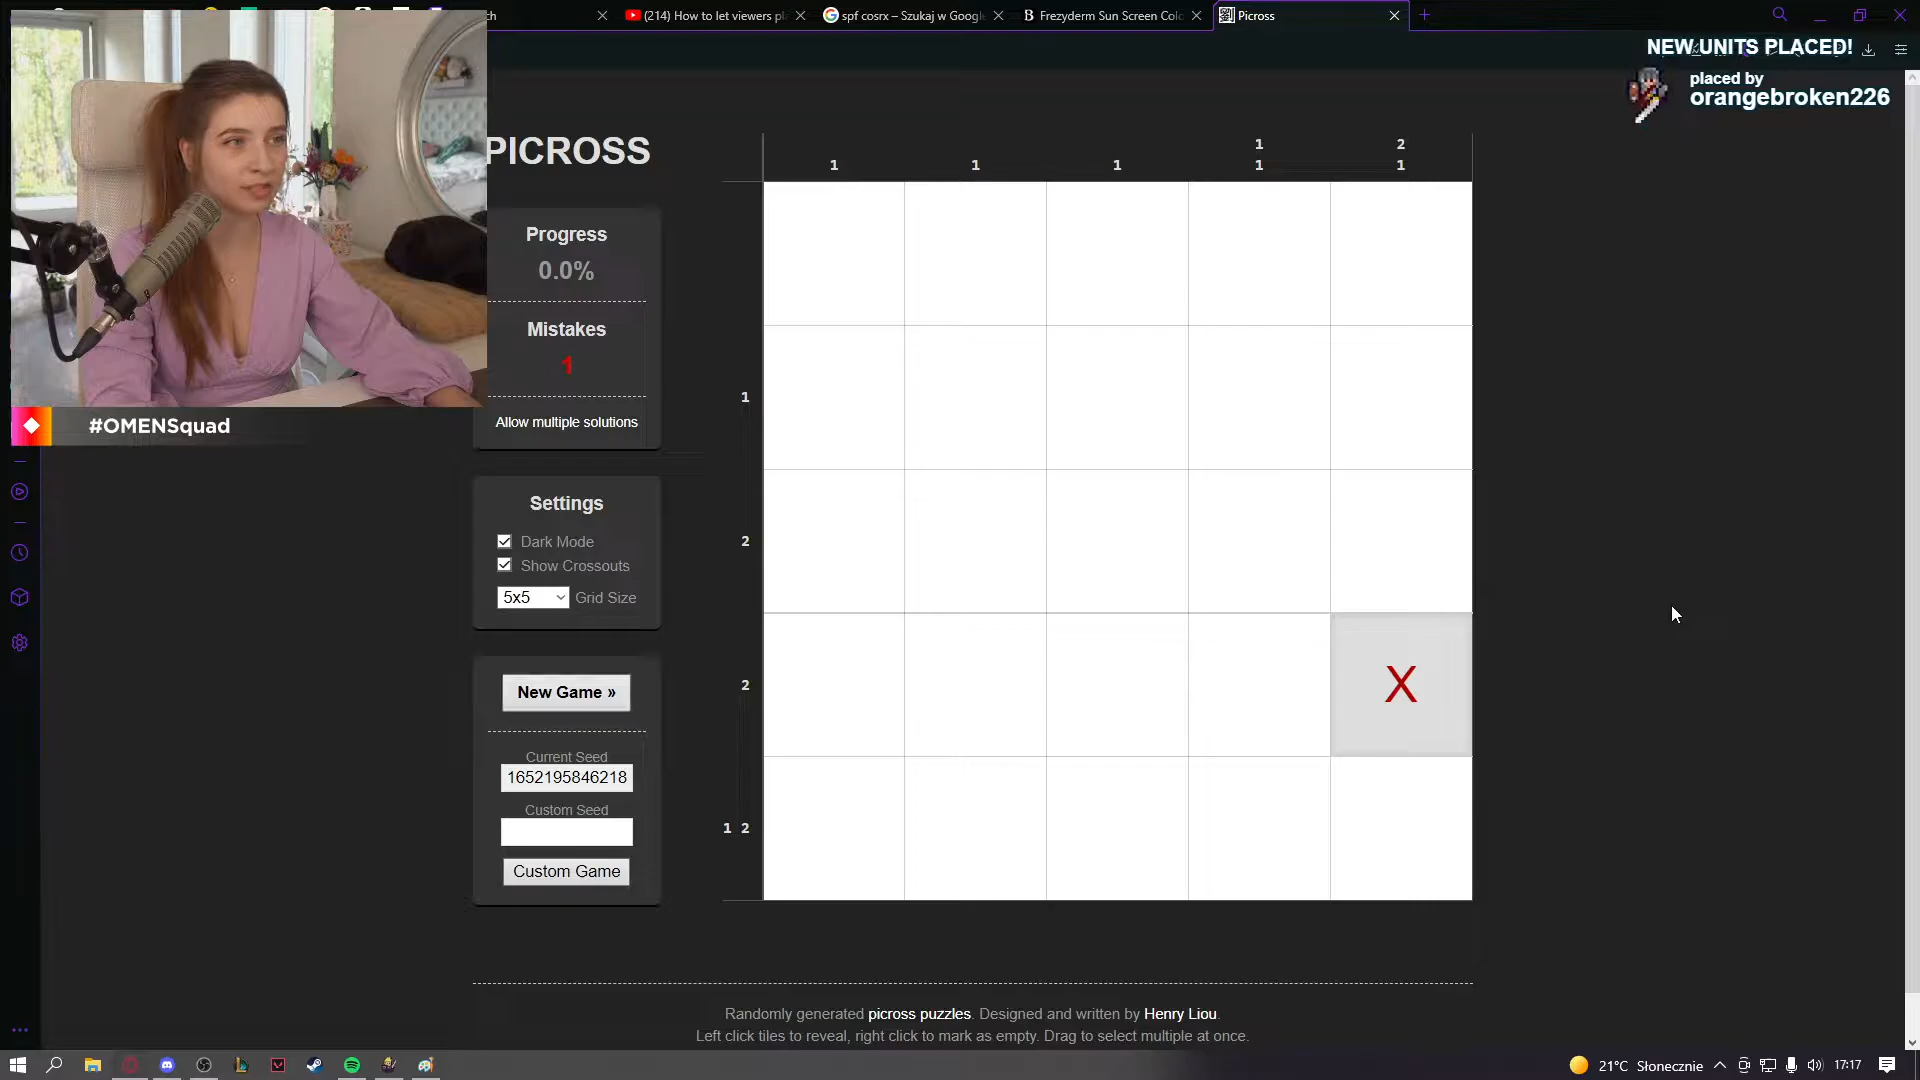 ch
(214) How to let viewers pl
spf cosrx – Szukaj w Google
Frezyderm Sun Screen Colo
Picross
NEW UNITS PLACED!
placed by
orangebroken226
PICROSS
1 2
1 1 1 1 1
Progress
0.0%
Mistakes
1
1
Allow multiple solutions
#OMENSquad
Settings
2
Dark Mode
Show Crossouts
5x5 Grid Size
2
X
New Game »
Current Seed
1652195846218
Custom Seed
1 2
Custom Game
Randomly generated picross puzzles. Designed and written by Henry Liou.
Left click tiles to reveal, right click to mark as empty. Drag to select multiple at once.
21°C Słonecznie
17:17